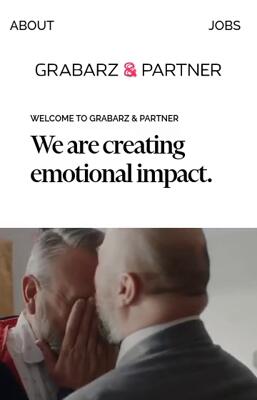 ABOUT JOBS
GRABARZ & PARTNER
WELCOME TO GRABARZ & PARTNER
We are creating
emotional impact.